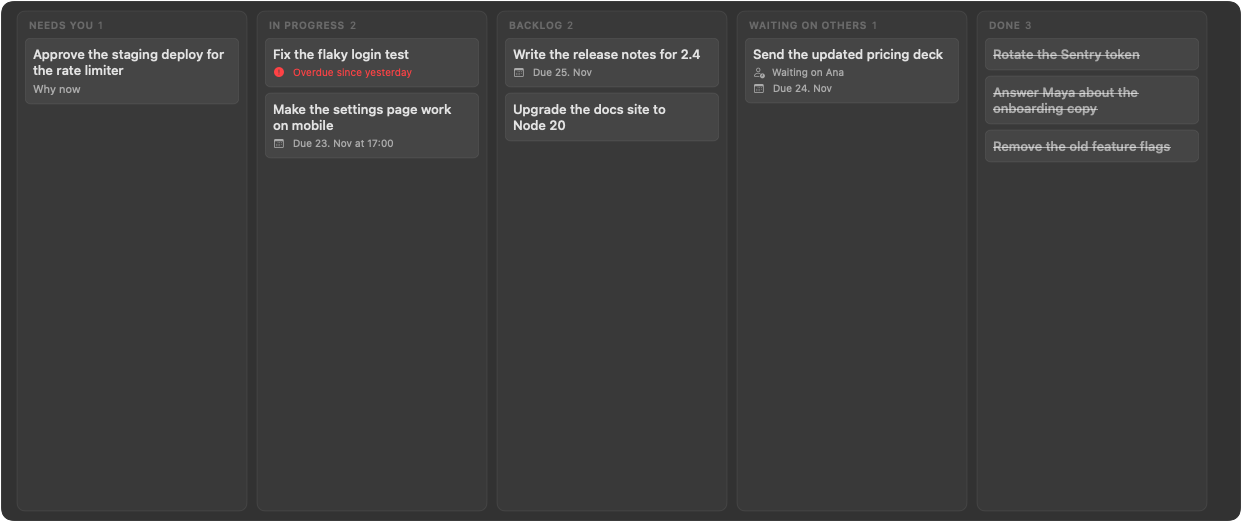 NEEDS YOU 1
Approve the staging deploy for
the rate limiter
Why now
IN PROGRESS 2
Fix the flaky login test
Overdue since yesterday
Make the settings page work
on mobile
Due 23. Nov at 17:00
BACKLOG 2
Write the release notes for 2.4
Due 25. Nov
Upgrade the docs site to
Node 20
WAITING ON OTHERS 1
Send the updated pricing deck
Waiting on Ana
Due 24. Nov
DONE 3
Rotate the Sentry token
Answer Maya about the
onboarding copy
Remove the old feature flags